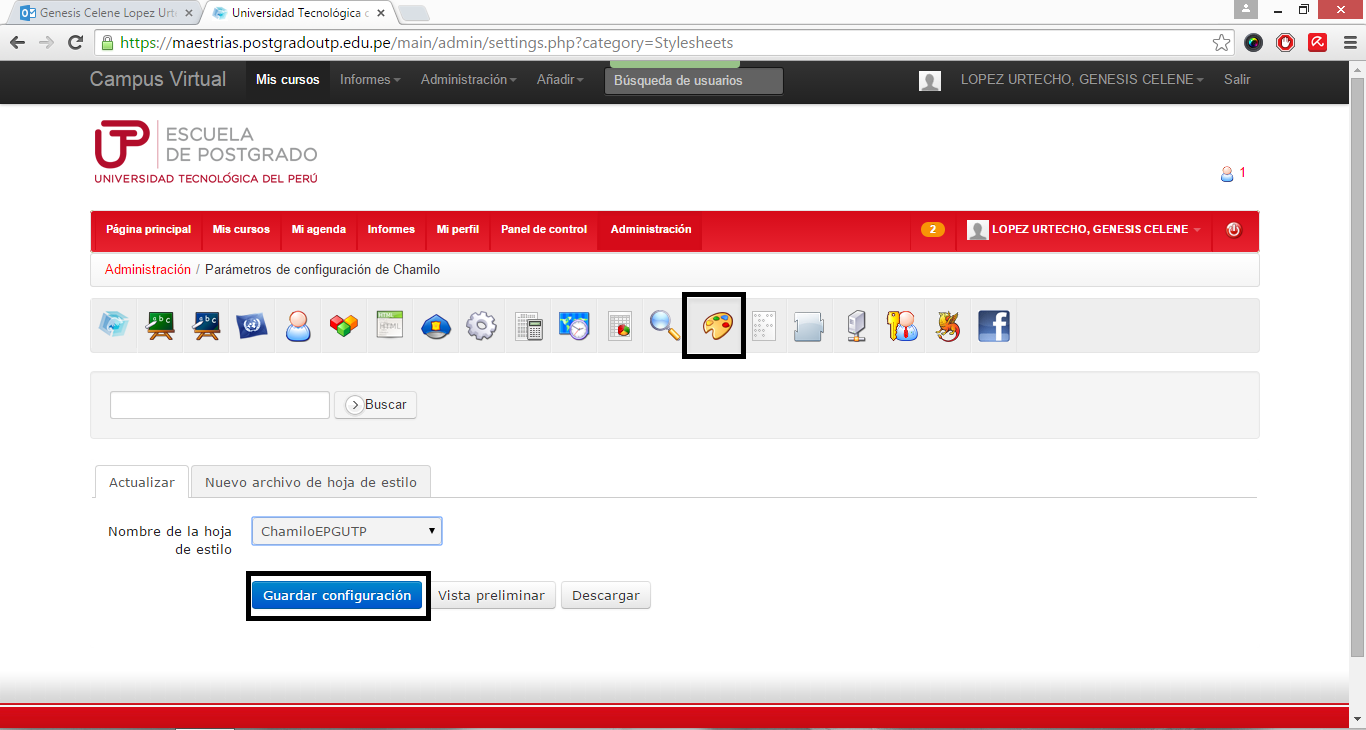 Genesis Celene Lopez Urte
Universidad Tecnológica d
https://maestrias.postgradoutp.edu.pe/main/admin/settings.php?category=Stylesheets
Campus Virtual Mis cursos Informes Administración Añadir Búsqueda de usuarios LOPEZ URTECHO, GENESIS CELENE Salir
UTP
ESCUELA
DE POSTGRADO
UNIVERSIDAD TECNOLÓGICA DEL PERÚ
1
Página principal Mis cursos Mi agenda Informes Mi perfil Panel de control Administración 2 LOPEZ URTECHO, GENESIS CELENE
Administración / Parámetros de configuración de Chamilo
abc abc HTML f
Buscar
Actualizar Nuevo archivo de hoja de estilo
Nombre de la hoja
de estilo
ChamiloEPGUTP
Guardar configuración Vista preliminar Descargar